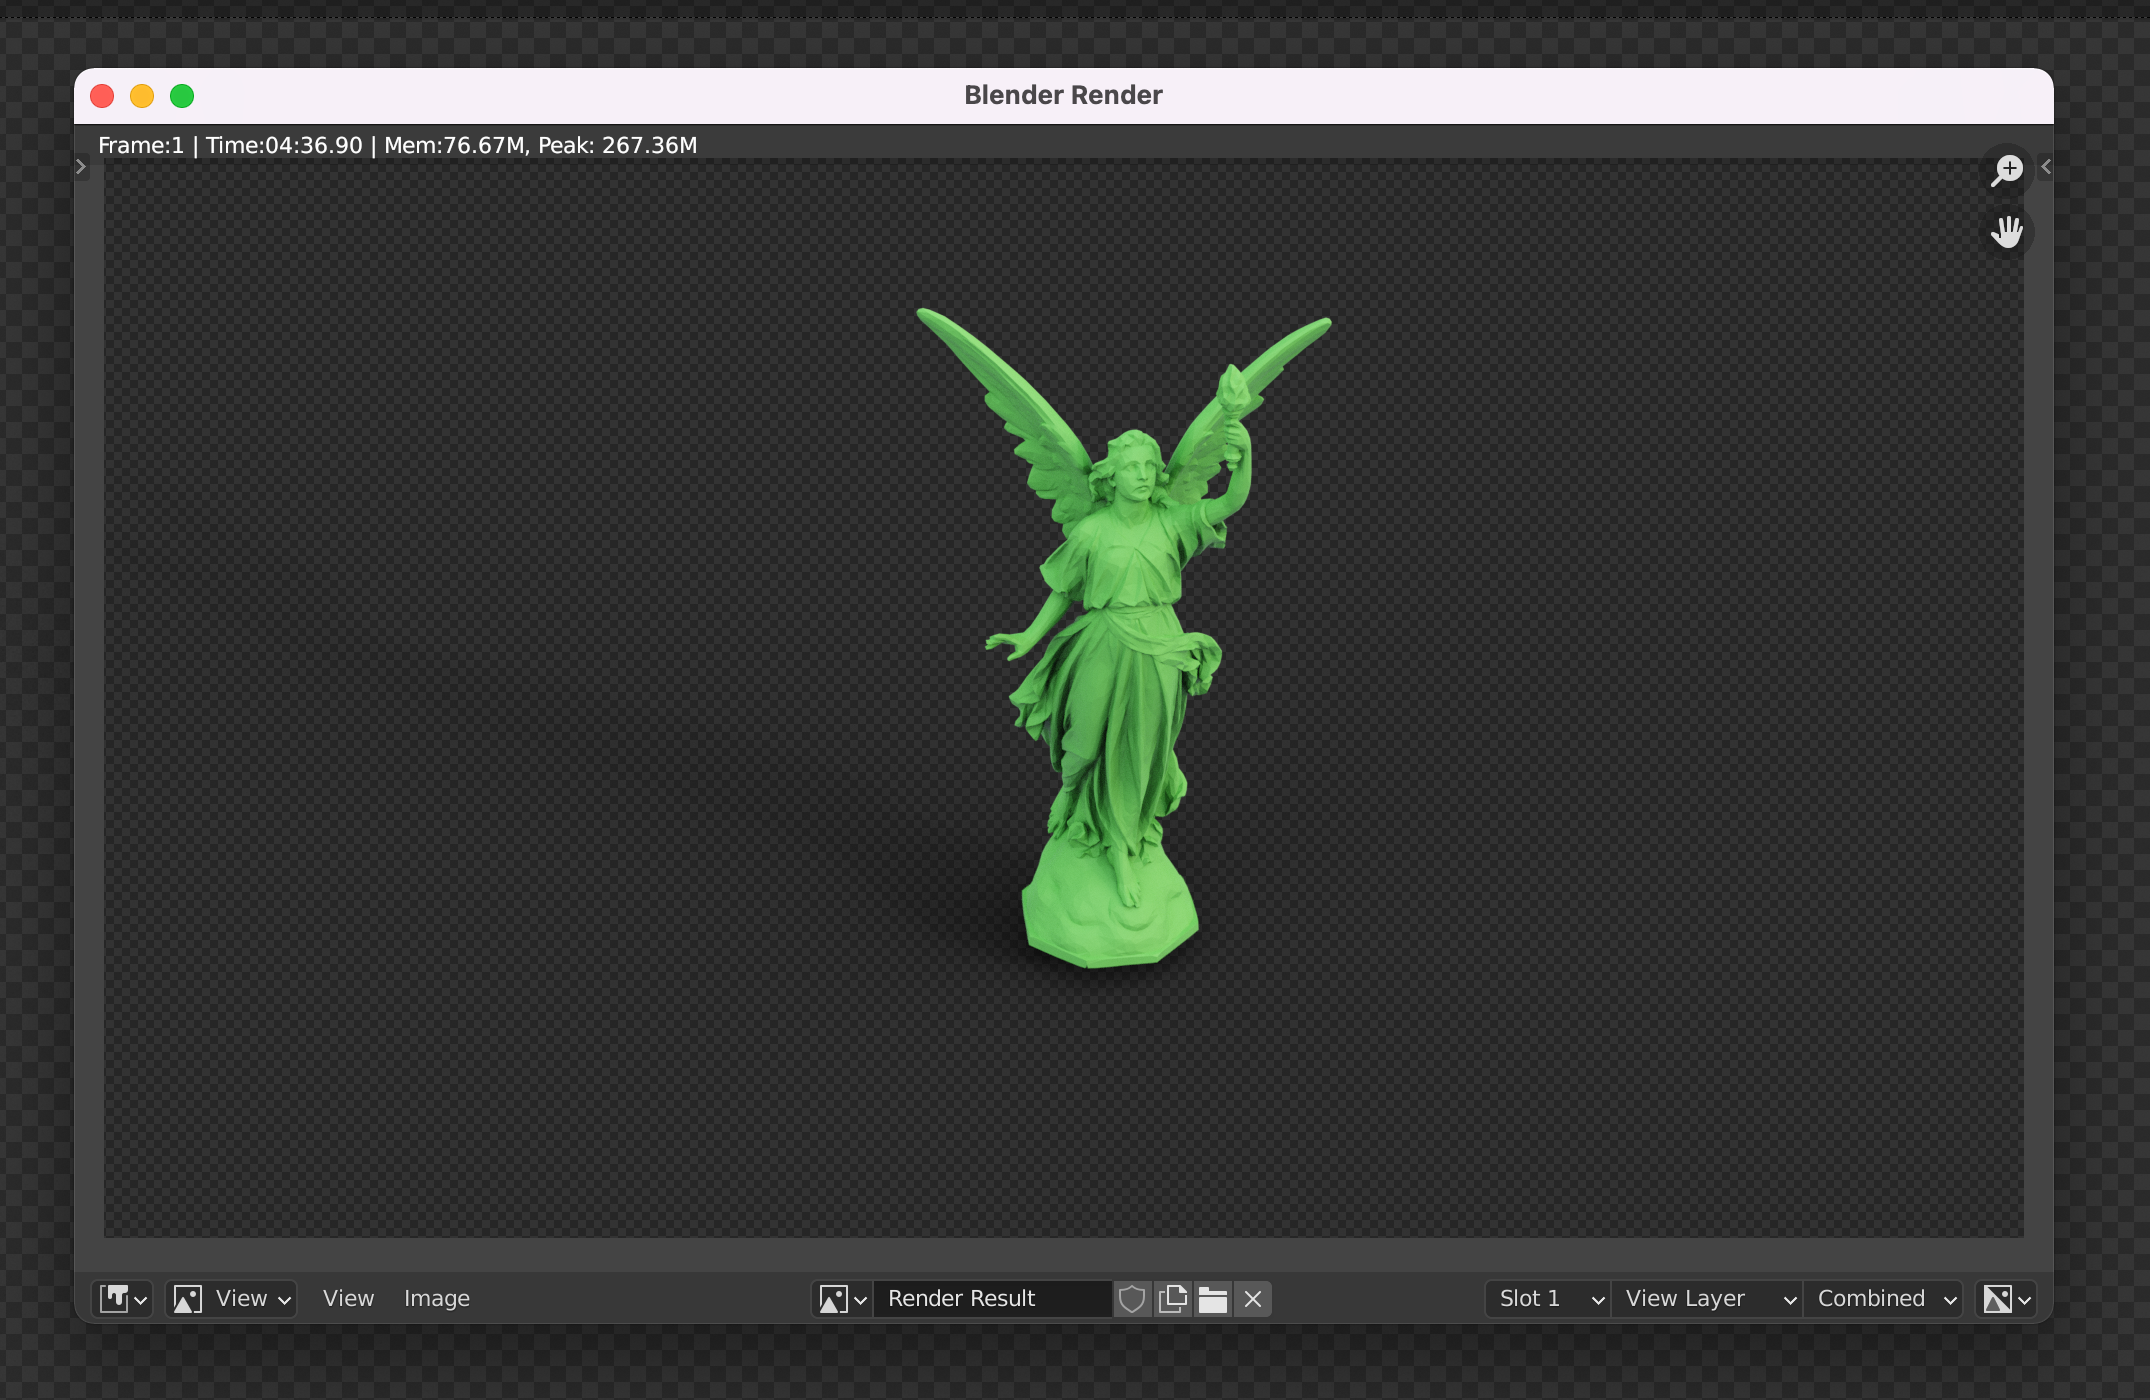 Blender Render
Frame:1 | Time:04:36.90 | Mem:76.67M, Peak: 267.36M
View View Image Render Result Slot 1 View Layer Combined